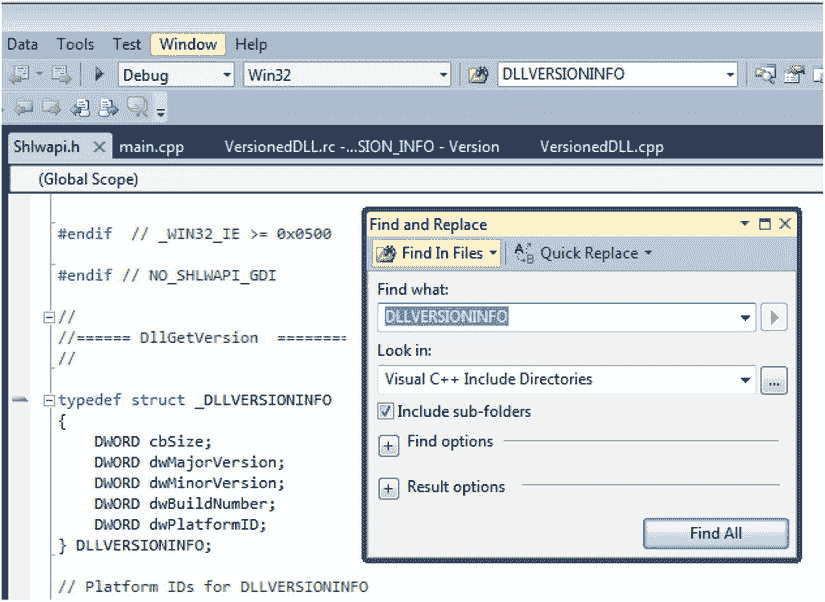 Data Tools Test Window Help
Debug Win32 DLLVERSIONINFO
Shlwapi.h main.cpp VersionedDLL.rc -...SION_INFO - Version VersionedDLL.cpp
(Global Scope)
#endif // _WIN32_IE >= 0x0500
#endif // NO_SHLWAPI_GDI
//
//====== DllGetVersion =========
//
typedef struct _DLLVERSIONINFO
{
DWORD cbSize;
DWORD dwMajorVersion;
DWORD dwMinorVersion;
DWORD dwBuildNumber;
DWORD dwPlatformID;
} DLLVERSIONINFO;
// Platform IDs for DLLVERSIONINFO
Find and Replace
Find In Files Quick Replace
Find what:
DLLVERSIONINFO
Look in:
Visual C++ Include Directories
...
Include sub-folders
Find options
Result options
Find All